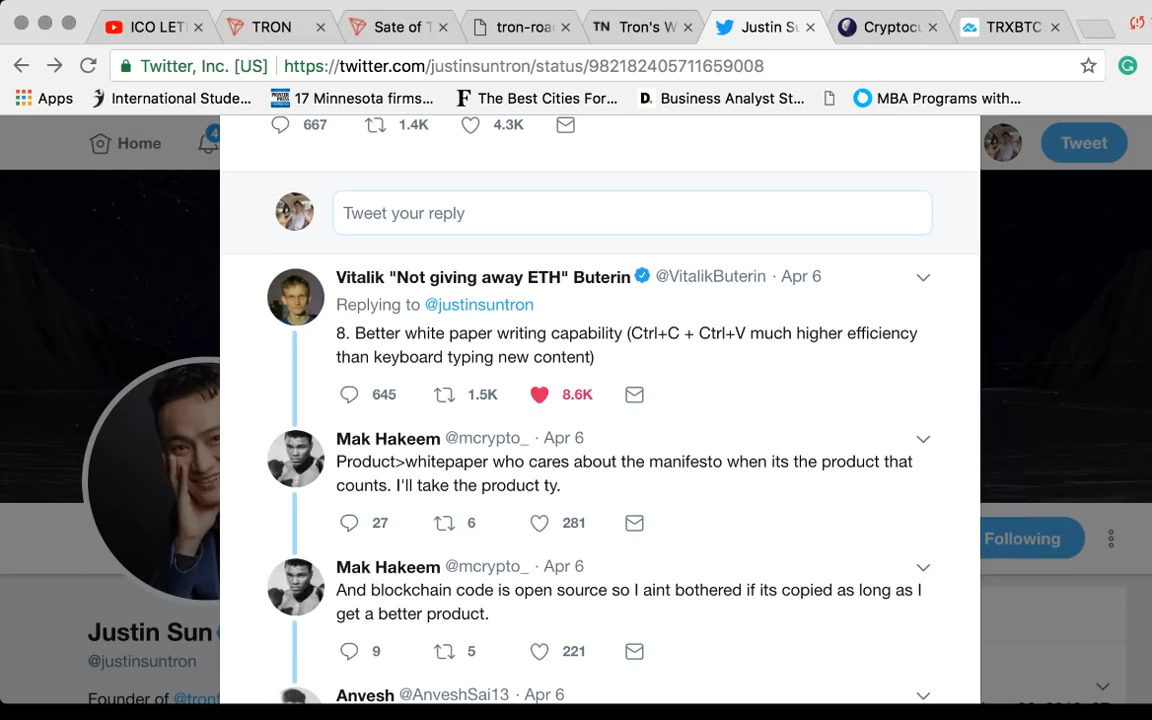 ICO LET
TRON
Sate of T
tron-roa
TN Tron's W
Justin Su
Cryptocu
TRXBTC
Twitter, Inc. [US] https://twitter.com/justinsuntron/status/982182405711659008
Apps
International Stude...
17 Minnesota firms...
F The Best Cities For...
D. Business Analyst St...
MBA Programs with...
667 1.4K 4.3K
Home
4
Tweet
Tweet your reply
Vitalik "Not giving away ETH" Buterin @VitalikButerin · Apr 6
Replying to @justinsuntron
8. Better white paper writing capability (Ctrl+C + Ctrl+V much higher efficiency
than keyboard typing new content)
645 1.5K 8.6K
Mak Hakeem @mcrypto_ · Apr 6
Product>whitepaper who cares about the manifesto when its the product that
counts. I'll take the product ty.
27 6 281
Following
Mak Hakeem @mcrypto_ · Apr 6
And blockchain code is open source so I aint bothered if its copied as long as I
get a better product.
9 5 221
Justin Sun
@justinsuntron
Founder of @tronf
Anvesh @AnveshSai13 · Apr 6